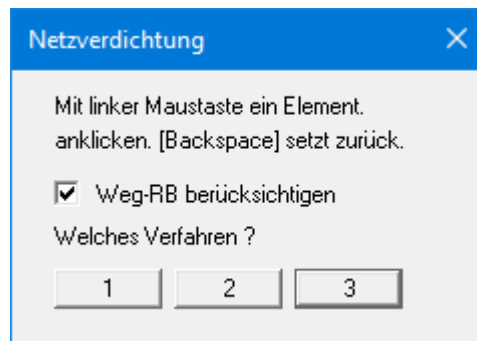 Netzverdichtung
Mit linker Maustaste ein Element.
anklicken. [Backspace] setzt zurück.
Weg-RB berücksichtigen
Welches Verfahren ?
1 2 3